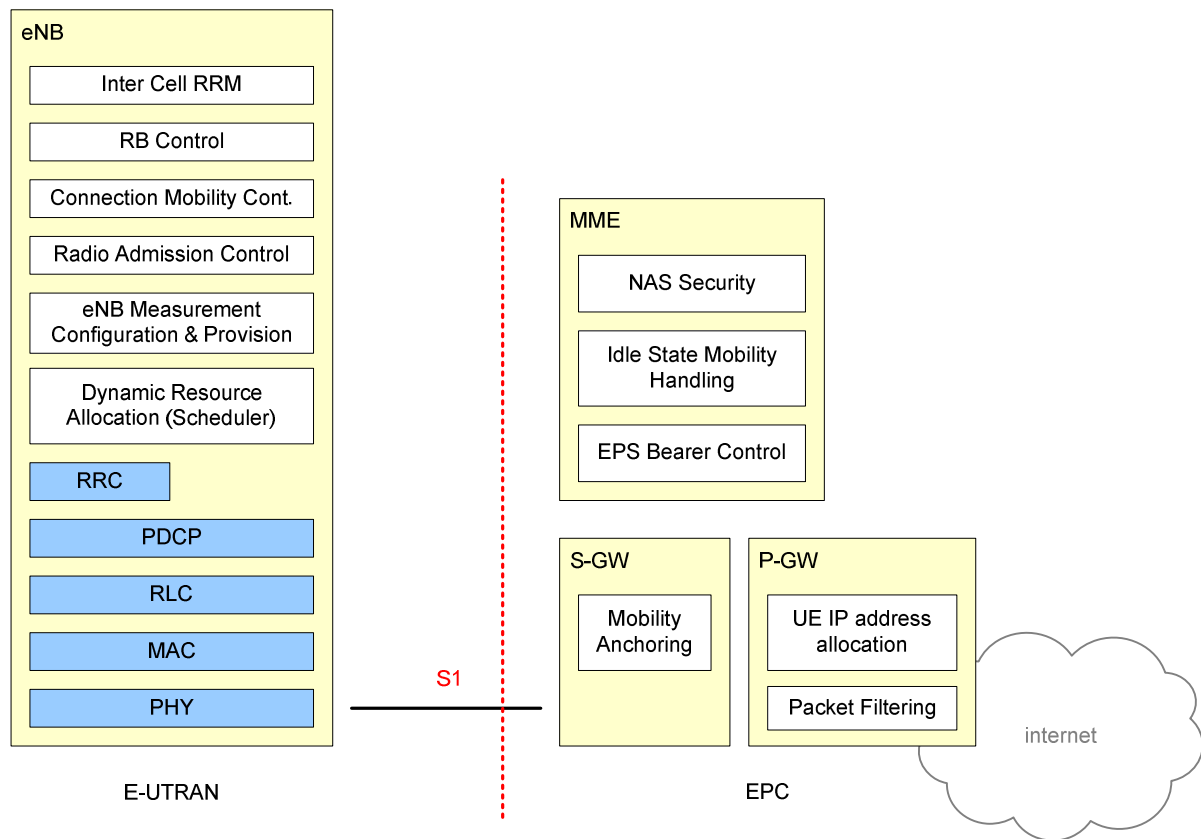 eNB
Inter Cell RRM
RB Control
Connection Mobility Cont.
Radio Admission Control
eNB Measurement
Configuration & Provision
Dynamic Resource
Allocation (Scheduler)
RRC
PDCP
RLC
MAC
PHY
S1
MME
NAS Security
Idle State Mobility
Handling
EPS Bearer Control
S-GW
Mobility
Anchoring
P-GW
UE IP address
allocation
Packet Filtering
internet
E-UTRAN
EPC